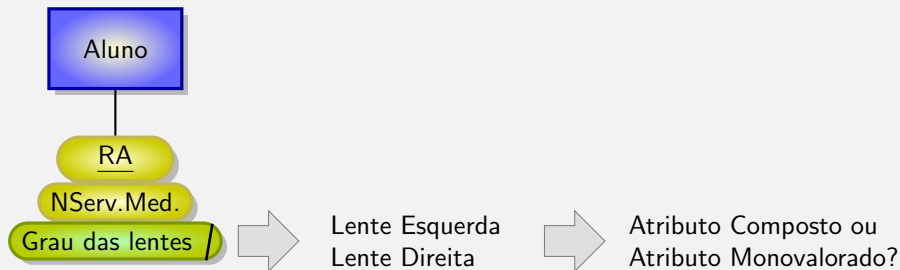 Aluno
RA
NServ.Med.
Grau das lentes
Lente Esquerda
Lente Direita
Atributo Composto ou
Atributo Monovalorado?